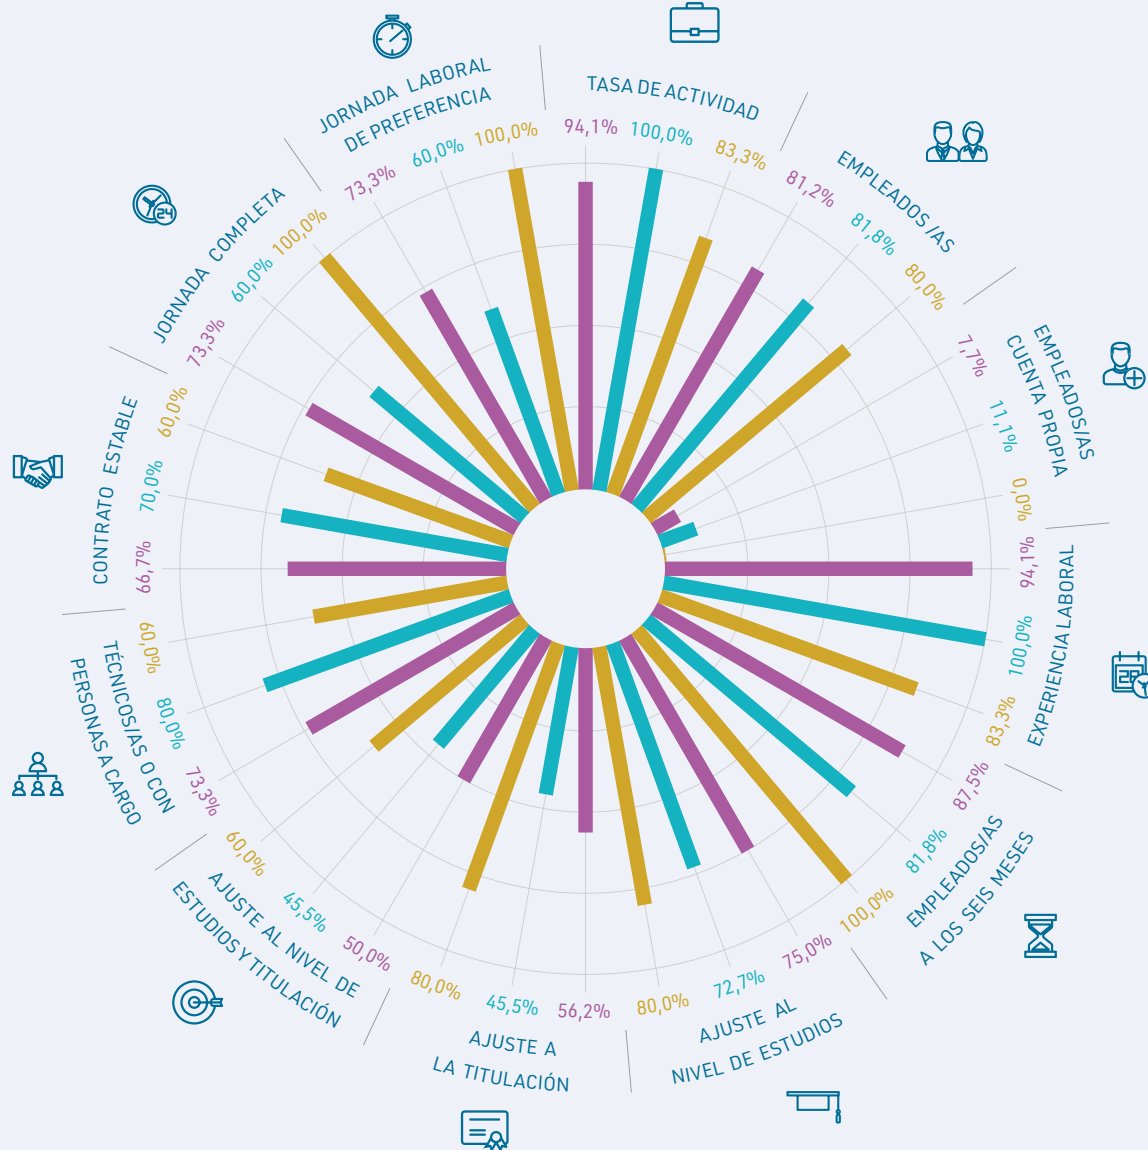 TASA DE ACTIVIDAD
94,1%
100,0%
83,3%
EMPLEADOS /AS
81,2%
81,8%
80,0%
EMPLEADOS/AS
CUENTA PROPIA
7,7%
11,1%
0,0%
EXPERIENCIA LABORAL
94,1%
100,0%
83,3%
EMPLEADOS/AS
A LOS SEIS MESES
87,5%
81,8%
100,0%
AJUSTE AL
NIVEL DE ESTUDIOS
75,0%
72,7%
80,0%
AJUSTE A
LA TITULACIÓN
56,2%
45,5%
80,0%
AJUSTE AL NIVEL DE
ESTUDIOS Y TITULACIÓN
50,0%
45,5%
60,0%
TÉCNICOS/AS O CON
PERSONAS A CARGO
73,3%
80,0%
60,0%
CONTRATO ESTABLE
66,7%
70,0%
60,0%
JORNADA COMPLETA
73,3%
60,0%
100,0%
24
JORNADA LABORAL
DE PREFERENCIA
73,3%
60,0%
100,0%